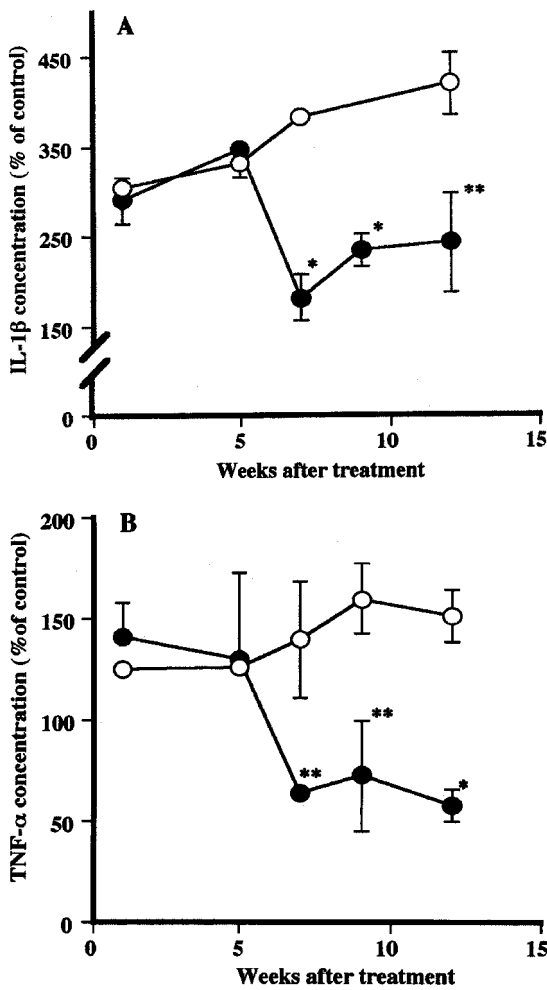 A
IL-1β concentration (% of control)
450
350
250
150
0
*
*
**
0 5 10 15
Weeks after treatment
B
TNF-α concentration (%of control)
200
150
100
50
0
**
**
*
0 5 10 15
Weeks after treatment